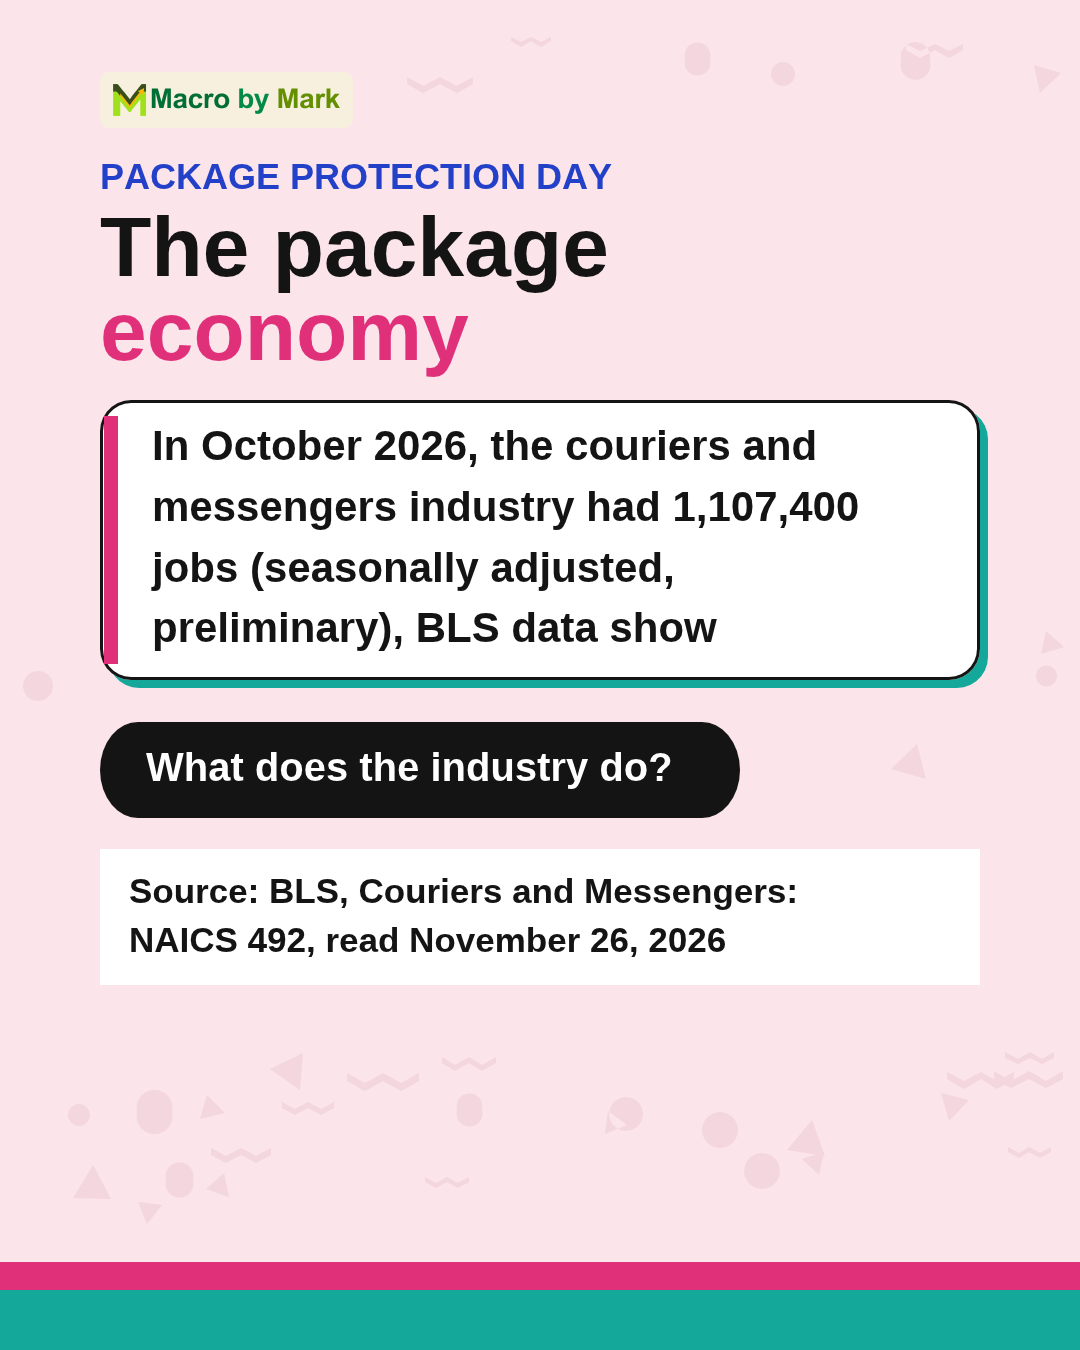 Macro by Mark
PACKAGE PROTECTION DAY
The package
economy
In October 2026, the couriers and
messengers industry had 1,107,400
jobs (seasonally adjusted,
preliminary), BLS data show
What does the industry do?
Source: BLS, Couriers and Messengers:
NAICS 492, read November 26, 2026